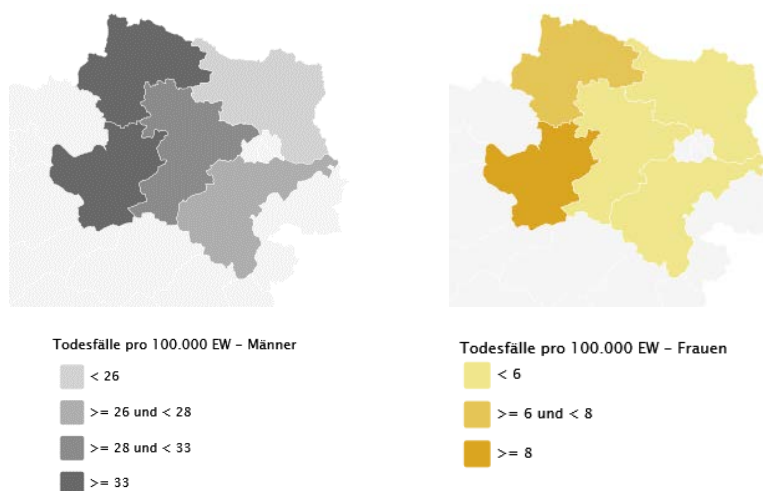 Todesfälle pro 100.000 EW – Männer
< 26
>= 26 und < 28
>= 28 und < 33
>= 33
Todesfälle pro 100.000 EW – Frauen
< 6
>= 6 und < 8
>= 8